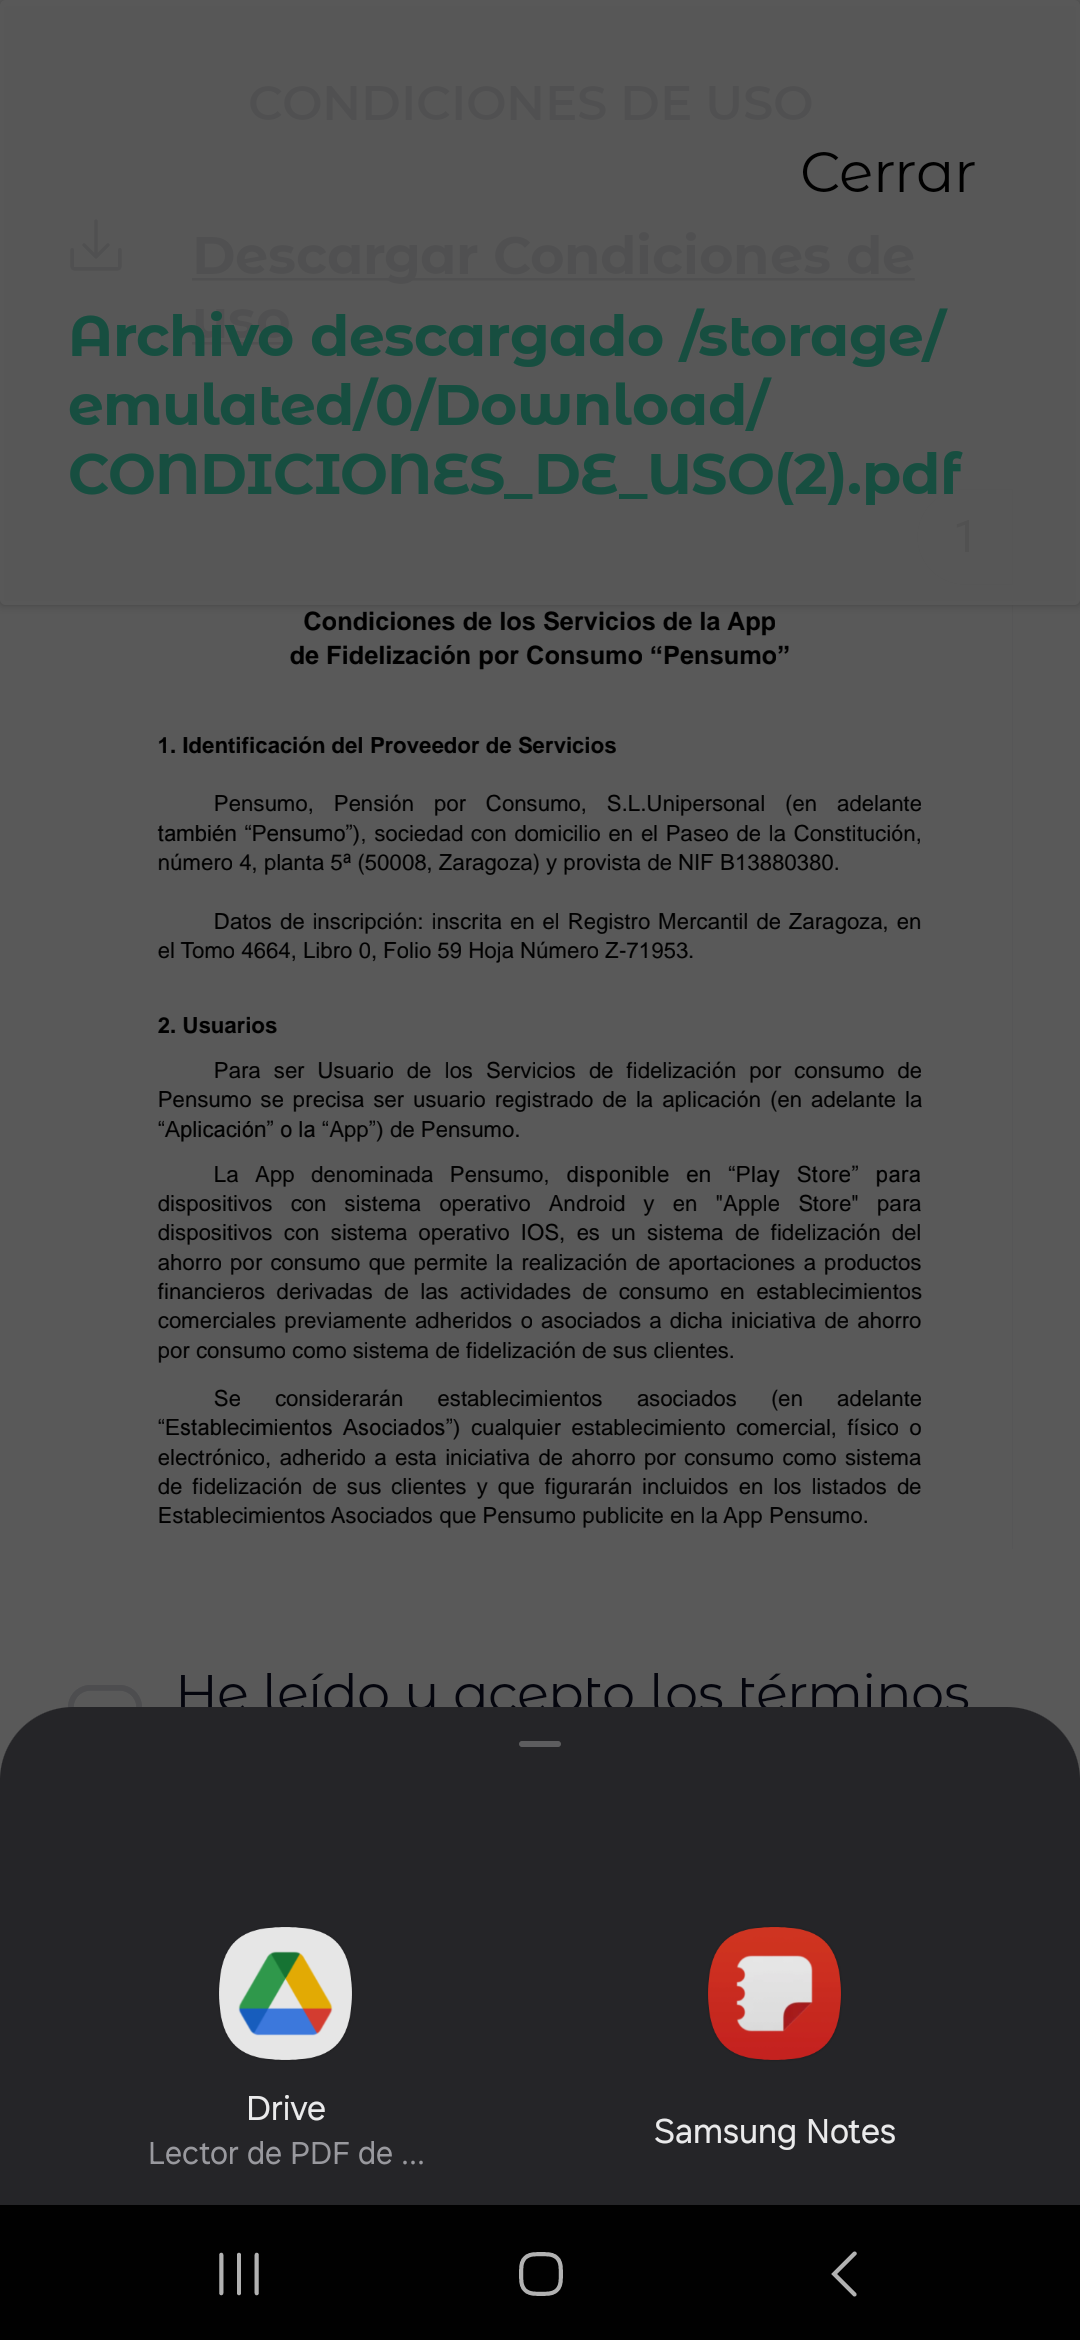 CONDICIONES DE USO
Cerrar
Descargar Condiciones de
uso
Archivo descargado /storage/
emulated/0/Download/
CONDICIONES_DE_USO(2).pdf
1
Condiciones de los Servicios de la App
de Fidelización por Consumo “Pensumo”
1. Identificación del Proveedor de Servicios
Pensumo, Pensión por Consumo, S.L.Unipersonal (en adelante
también “Pensumo”), sociedad con domicilio en el Paseo de la Constitución,
número 4, planta 5ª (50008, Zaragoza) y provista de NIF B13880380.
Datos de inscripción: inscrita en el Registro Mercantil de Zaragoza, en
el Tomo 4664, Libro 0, Folio 59 Hoja Número Z-71953.
2. Usuarios
Para ser Usuario de los Servicios de fidelización por consumo de
Pensumo se precisa ser usuario registrado de la aplicación (en adelante la
“Aplicación” o la “App”) de Pensumo.
La App denominada Pensumo, disponible en “Play Store” para
dispositivos con sistema operativo Android y en "Apple Store" para
dispositivos con sistema operativo IOS, es un sistema de fidelización del
ahorro por consumo que permite la realización de aportaciones a productos
financieros derivadas de las actividades de consumo en establecimientos
comerciales previamente adheridos o asociados a dicha iniciativa de ahorro
por consumo como sistema de fidelización de sus clientes.
Se considerarán establecimientos asociados (en adelante
“Establecimientos Asociados”) cualquier establecimiento comercial, físico o
electrónico, adherido a esta iniciativa de ahorro por consumo como sistema
de fidelización de sus clientes y que figurarán incluidos en los listados de
Establecimientos Asociados que Pensumo publicite en la App Pensumo.
He leído y acepto los términos
Drive
Lector de PDF de ...
Samsung Notes